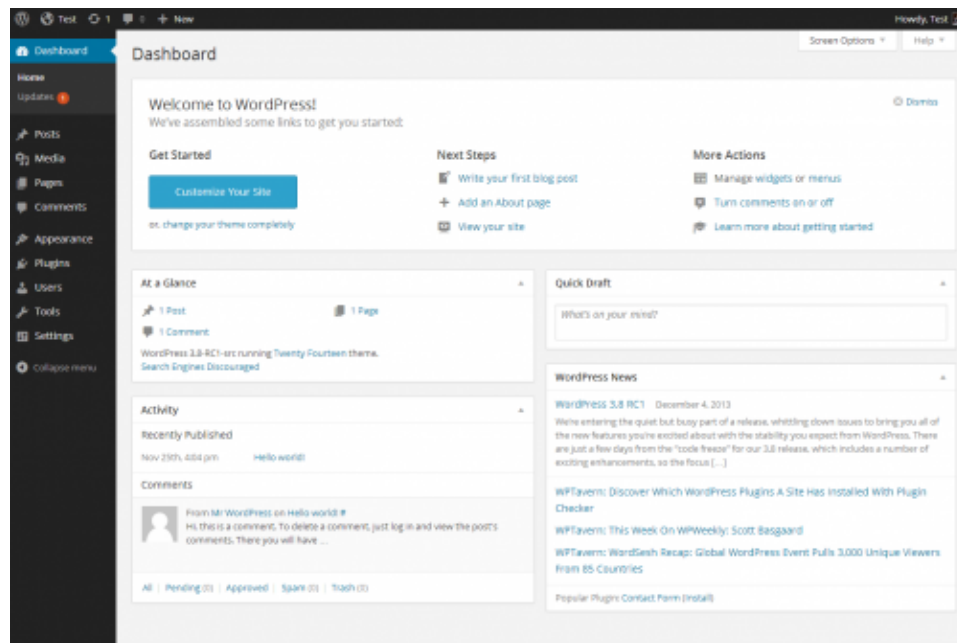 Test 1 0 + New
Howdy, Test
Screen Options Help
Dashboard
Home
Updates 1
Posts
Media
Pages
Comments
Appearance
Plugins
Users
Tools
Settings
Collapse menu
Dashboard
Welcome to WordPress!
We've assembled some links to get you started:
Dismiss
Get Started
Customize Your Site
or, change your theme completely
Next Steps
Write your first blog post
Add an About page
View your site
More Actions
Manage widgets or menus
Turn comments on or off
Learn more about getting started
At a Glance
1 Post 1 Page
1 Comment
WordPress 3.8-RC1-src running Twenty Fourteen theme.
Search Engines Discouraged
Activity
Recently Published
Nov 25th, 4:04 pm Hello world!
Comments
From Mr WordPress on Hello world! #
Hi, this is a comment. To delete a comment, just log in and view the post's
comments. There you will have ...
All | Pending (0) | Approved | Spam (0) | Trash (0)
Quick Draft
What's on your mind?
WordPress News
WordPress 3.8 RC1 December 4, 2013
We're entering the quiet but busy part of a release, whittling down issues to bring you all of
the new features you're excited about with the stability you expect from WordPress. There
are just a few days from the "code freeze" for our 3.8 release, which includes a number of
exciting enhancements, so the focus [...]
WPTavern: Discover Which WordPress Plugins A Site Has Installed With Plugin
Checker
WPTavern: This Week On WPWeekly: Scott Basgaard
WPTavern: WordSesh Recap: Global WordPress Event Pulls 3,000 Unique Viewers
From 85 Countries
Popular Plugin: Contact Form (Install)